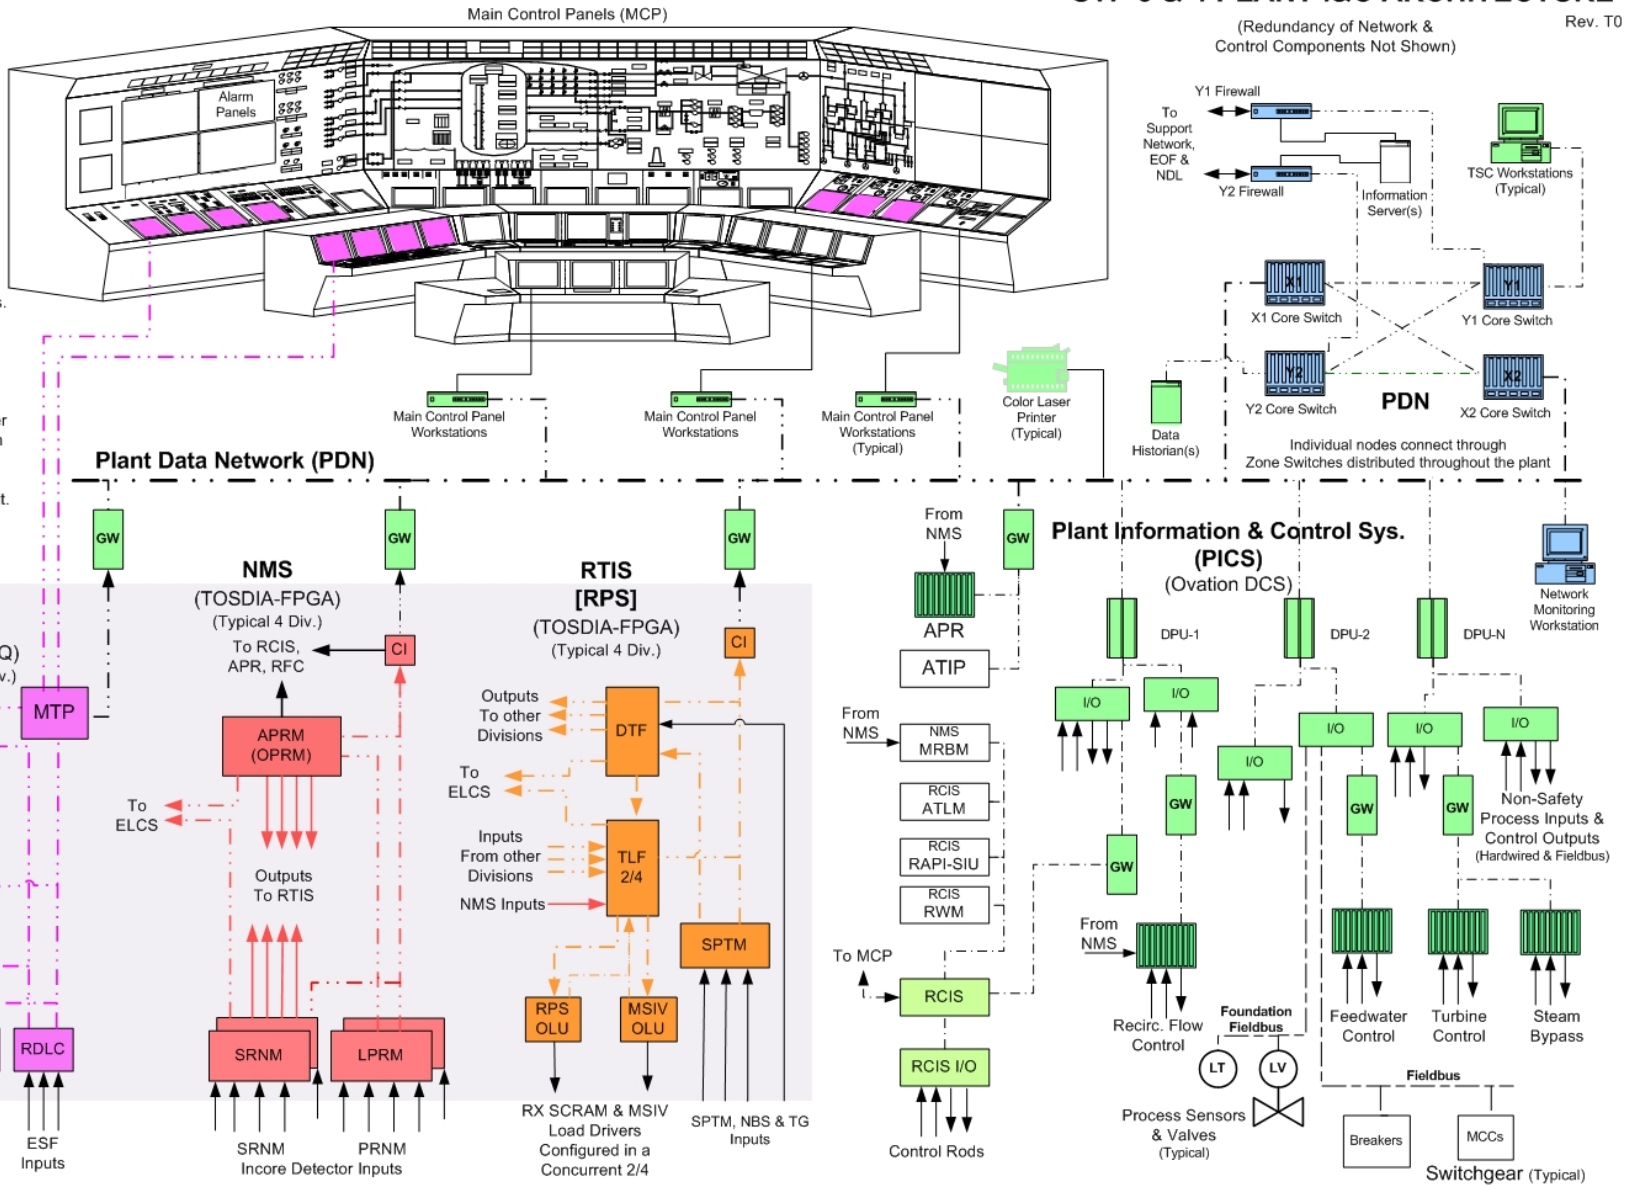 Main Control Panels (MCP)
Rev. T0
(Redundancy of Network &
Control Components Not Shown)
Alarm
Panels
Y1 Firewall
To
Support
Network,
EOF &
NDL
Y2 Firewall
Information
Server(s)
TSC Workstations
(Typical)
X1
X1 Core Switch
Y1
Y1 Core Switch
Y2
Y2 Core Switch
X2
X2 Core Switch
PDN
Data
Historian(s)
Individual nodes connect through
Zone Switches distributed throughout the plant
Main Control Panel
Workstations
Main Control Panel
Workstations
Main Control Panel
Workstations
(Typical)
Color Laser
Printer
(Typical)
Plant Data Network (PDN)
GW
GW
GW
GW
NMS
(TOSDIA-FPGA)
(Typical 4 Div.)
To RCIS,
APR, RFC
CI
RTIS
[RPS]
(TOSDIA-FPGA)
(Typical 4 Div.)
CI
From
NMS
APR
ATIP
Plant Information & Control Sys.
(PICS)
(Ovation DCS)
Network
Monitoring
Workstation
DPU-1
DPU-2
DPU-N
MTP
APRM
(OPRM)
To
ELCS
Outputs
To RTIS
SRNM
LPRM
RDLC
ESF
Inputs
SRNM
PRNM
Incore Detector Inputs
Outputs
To other
Divisions
DTF
To
ELCS
Inputs
From other
Divisions
NMS Inputs
TLF
2/4
SPTM
RPS
OLU
MSIV
OLU
RX SCRAM & MSIV
Load Drivers
Configured in a
Concurrent 2/4
SPTM, NBS & TG
Inputs
From
NMS
NMS
MRBM
RCIS
ATLM
RCIS
RAPI-SIU
RCIS
RWM
To MCP
RCIS
RCIS I/O
Control Rods
I/O
I/O
I/O
I/O
I/O
I/O
GW
GW
GW
GW
Non-Safety
Process Inputs &
Control Outputs
(Hardwired & Fieldbus)
From
NMS
Recirc. Flow
Control
Feedwater
Control
Turbine
Control
Steam
Bypass
Foundation
Fieldbus
LT
LV
Process Sensors
& Valves
(Typical)
Fieldbus
Breakers
MCCs
Switchgear (Typical)